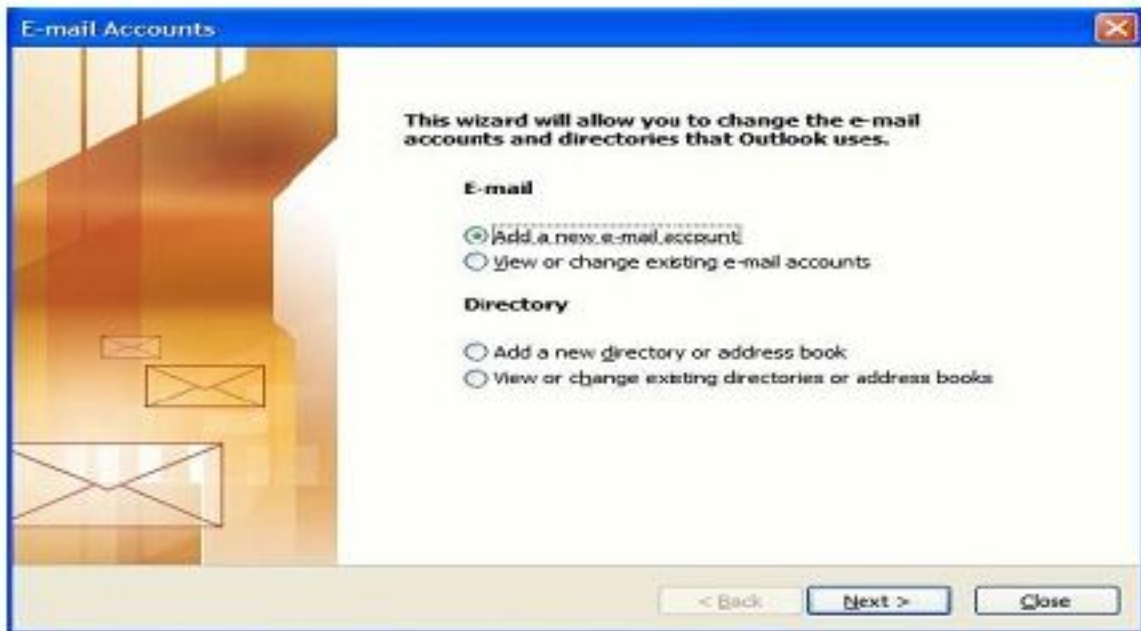 E-mail Accounts
This wizard will allow you to change the e-mail
accounts and directories that Outlook uses.
E-mail
Add a new e-mail account
View or change existing e-mail accounts
Directory
Add a new directory or address book
View or change existing directories or address books
< Back
Next >
Close